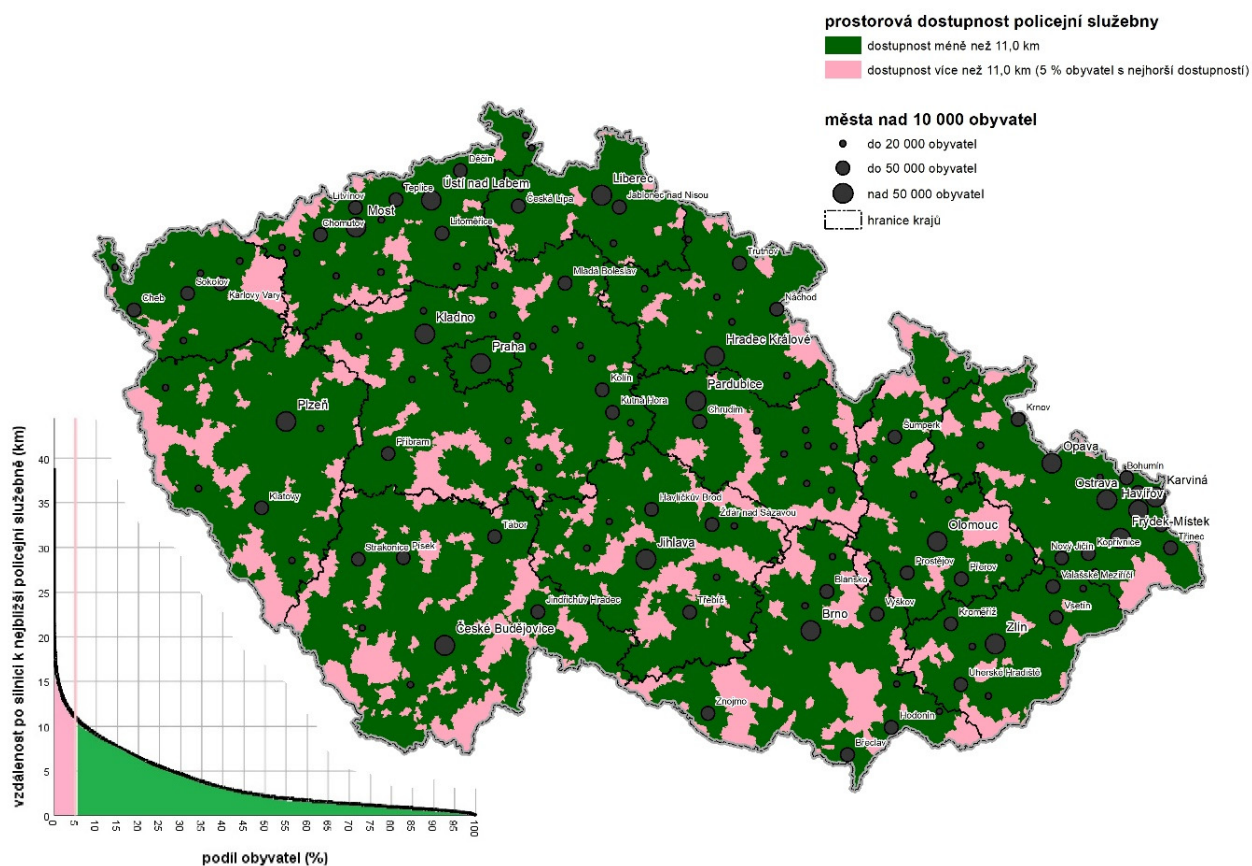 prostorová dostupnost policejní služebny
dostupnost méně než 11,0 km
dostupnost více než 11,0 km (5 % obyvatel s nejhorší dostupností)
města nad 10 000 obyvatel
do 20 000 obyvatel
do 50 000 obyvatel
nad 50 000 obyvatel
hranice krajů
Děčín
Liberec
Teplice
Ústí nad Labem
Litvínov
Česká Lípa
Jablonec nad Nisou
Most
Chomutov
Litoměřice
Trutnov
Mladá Boleslav
Sokolov
Karlovy Vary
Cheb
Náchod
Kladno
Hradec Králové
Praha
Kolín
Pardubice
Kutná Hora
Chrudim
Plzeň
Krnov
Šumperk
Příbram
Opava
Bohumín
Karviná
Ostrava
Havířov
Klatovy
Havlíčkův Brod
Žďár nad Sázavou
Frýdek-Místek
Olomouc
Třinec
Tábor
Kopřivnice
Nový Jičín
Strakonice
Písek
Jihlava
Prostějov
Přerov
Valašské Meziříčí
Blansko
Jindřichův Hradec
Třebíč
Vyškov
Kroměříž
Vsetín
Brno
České Budějovice
Zlín
Uherské Hradiště
Znojmo
Hodonín
Břeclav
vzdálenost po silnici k nejbližší policejní služebně (km)
40
35
30
25
20
15
10
5
0
0 5 10 15 20 25 30 35 40 45 50 55 60 65 70 75 80 85 90 95 100
podíl obyvatel (%)